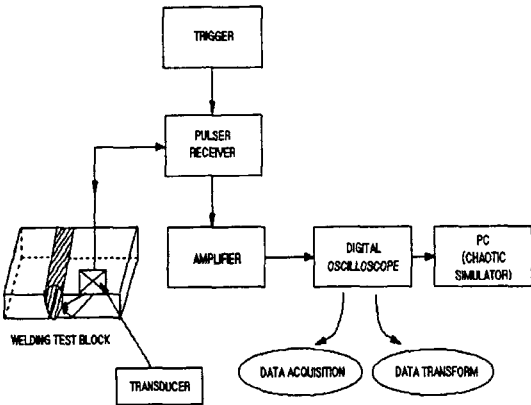 TRIGGER
PULSER
RECEIVER
AMPLIFIER
DIGITAL
OSCILLOSCOPE
PC
(CHAOTIC
SIMULATOR)
WELDING TEST BLOCK
TRANSDUCER
DATA ACQUISITION
DATA TRANSFORM